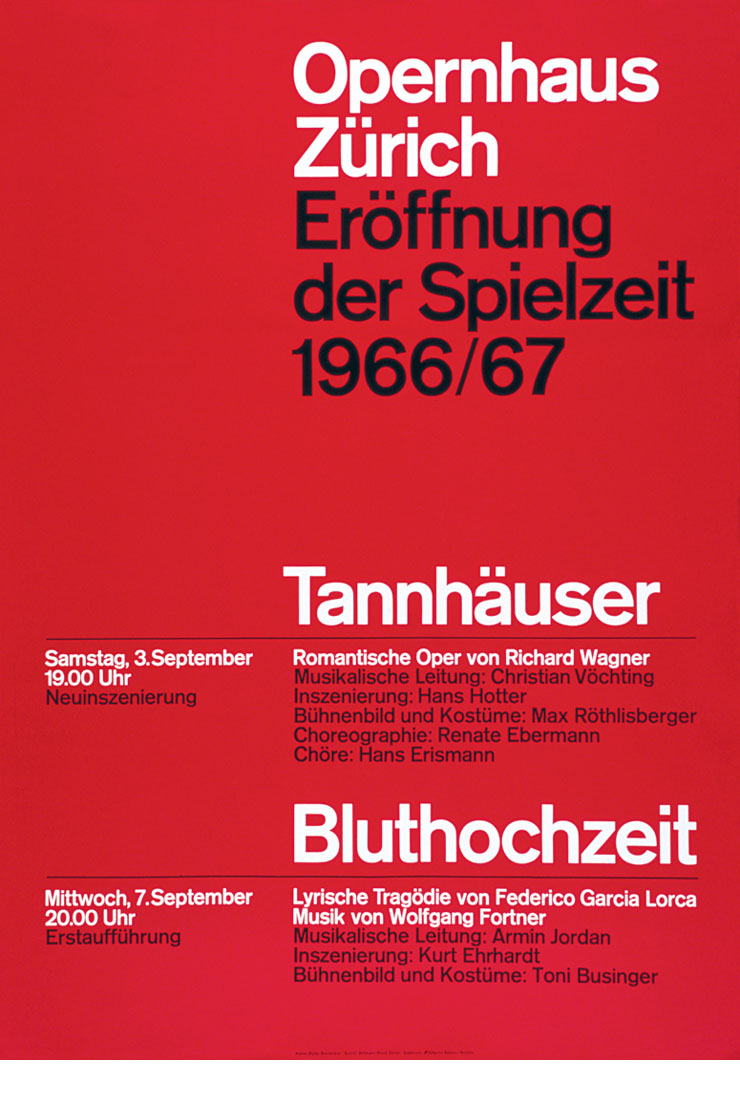 Opernhaus
Zürich
Eröffnung
der Spielzeit
1966/67
Tannhäuser
Samstag, 3. September
19.00 Uhr
Neuinszenierung
Romantische Oper von Richard Wagner
Musikalische Leitung: Christian Vöchting
Inszenierung: Hans Hotter
Bühnenbild und Kostüme: Max Röthlisberger
Choreographie: Renate Ebermann
Chöre: Hans Erismann
Bluthochzeit
Mittwoch, 7. September
20.00 Uhr
Erstaufführung
Lyrische Tragödie von Federico Garcia Lorca
Musik von Wolfgang Fortner
Musikalische Leitung: Armin Jordan
Inszenierung: Kurt Ehrhardt
Bühnenbild und Kostüme: Toni Businger